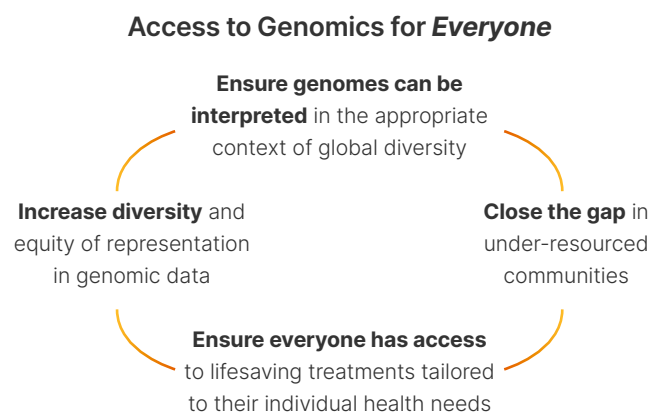 Access to Genomics for Everyone
Ensure genomes can be
interpreted in the appropriate
context of global diversity
Increase diversity and
equity of representation
in genomic data
Close the gap in
under-resourced
communities
Ensure everyone has access
to lifesaving treatments tailored
to their individual health needs